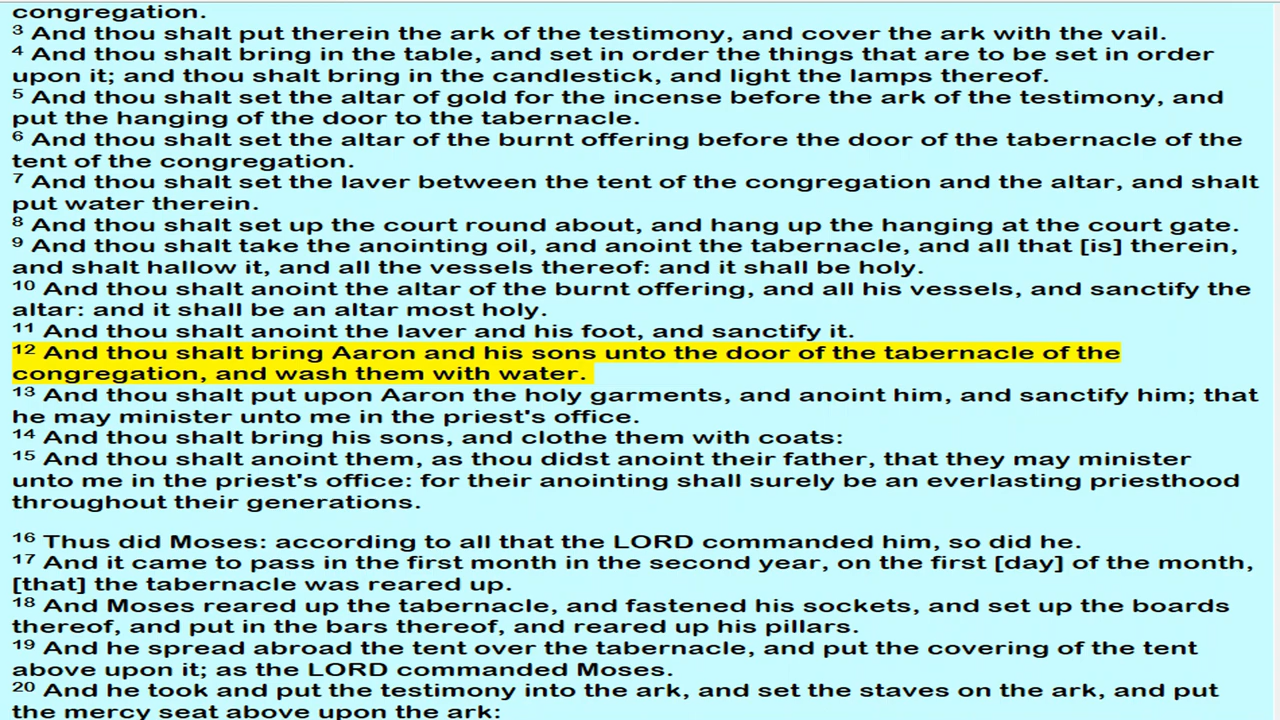 congregation.
3 And thou shalt put therein the ark of the testimony, and cover the ark with the vail.
4 And thou shalt bring in the table, and set in order the things that are to be set in order
upon it; and thou shalt bring in the candlestick, and light the lamps thereof.
5 And thou shalt set the altar of gold for the incense before the ark of the testimony, and
put the hanging of the door to the tabernacle.
6 And thou shalt set the altar of the burnt offering before the door of the tabernacle of the
tent of the congregation.
7 And thou shalt set the laver between the tent of the congregation and the altar, and shalt
put water therein.
8 And thou shalt set up the court round about, and hang up the hanging at the court gate.
9 And thou shalt take the anointing oil, and anoint the tabernacle, and all that [is] therein,
and shalt hallow it, and all the vessels thereof: and it shall be holy.
10 And thou shalt anoint the altar of the burnt offering, and all his vessels, and sanctify the
altar: and it shall be an altar most holy.
11 And thou shalt anoint the laver and his foot, and sanctify it.
12 And thou shalt bring Aaron and his sons unto the door of the tabernacle of the
congregation, and wash them with water.
13 And thou shalt put upon Aaron the holy garments, and anoint him, and sanctify him; that
he may minister unto me in the priest's office.
14 And thou shalt bring his sons, and clothe them with coats:
15 And thou shalt anoint them, as thou didst anoint their father, that they may minister
unto me in the priest's office: for their anointing shall surely be an everlasting priesthood
throughout their generations.
16 Thus did Moses: according to all that the LORD commanded him, so did he.
17 And it came to pass in the first month in the second year, on the first [day] of the month,
[that] the tabernacle was reared up.
18 And Moses reared up the tabernacle, and fastened his sockets, and set up the boards
thereof, and put in the bars thereof, and reared up his pillars.
19 And he spread abroad the tent over the tabernacle, and put the covering of the tent
above upon it; as the LORD commanded Moses.
20 And he took and put the testimony into the ark, and set the staves on the ark, and put
the mercy seat above upon the ark: